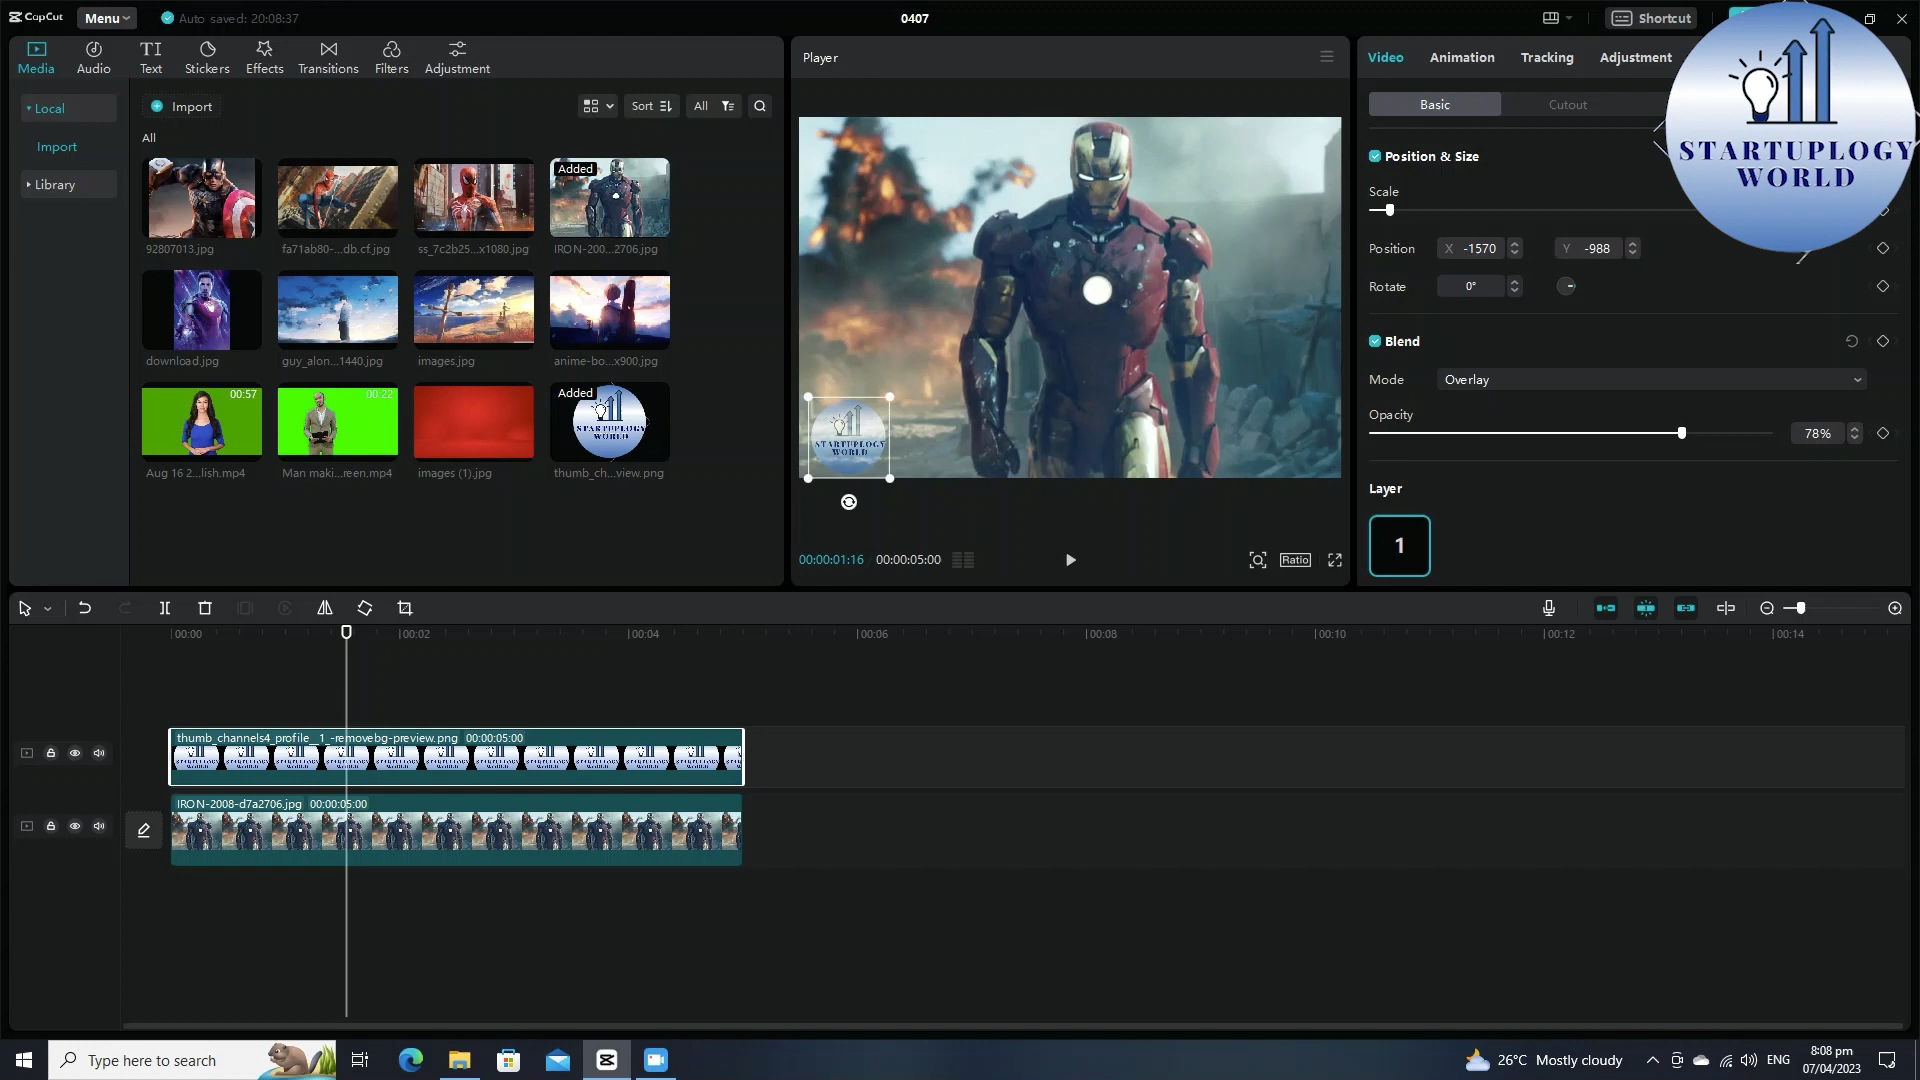 CapCut
Menu
Auto saved: 20:08:37
0407
Shortcut
Media
Audio
Text
Stickers
Effects
Transitions
Filters
Adjustment
Local
Import
Library
Import
Sort
All
All
92807013.jpg
fa71ab80-...db.cf.jpg
ss_7c2b25...x1080.jpg
Added
IRON-200...2706.jpg
download.jpg
guy_alon...1440.jpg
images.jpg
anime-bo...x900.jpg
00:57
Aug 16 2...lish.mp4
00:22
Man maki...reen.mp4
images (1).jpg
Added
STARTUPLOGY
WORLD
thumb_ch...view.png
Player
STARTUPLOGY
WORLD
00:00:01:16
00:00:05:00
Ratio
Video
Animation
Tracking
Adjustment
Basic
Cutout
STARTUPLOGY
WORLD
Position & Size
Scale
Position
X -1570
Y -988
Rotate
0°
Blend
Mode
Overlay
Opacity
78%
Layer
1
00:00
00:02
00:04
00:06
00:08
00:10
00:12
00:14
thumb_channels4_profile__1_-removebg-preview.png 00:00:05:00
IRON-2008-d7a2706.jpg 00:00:05:00
Type here to search
26°C Mostly cloudy
ENG
8:08 pm
07/04/2023